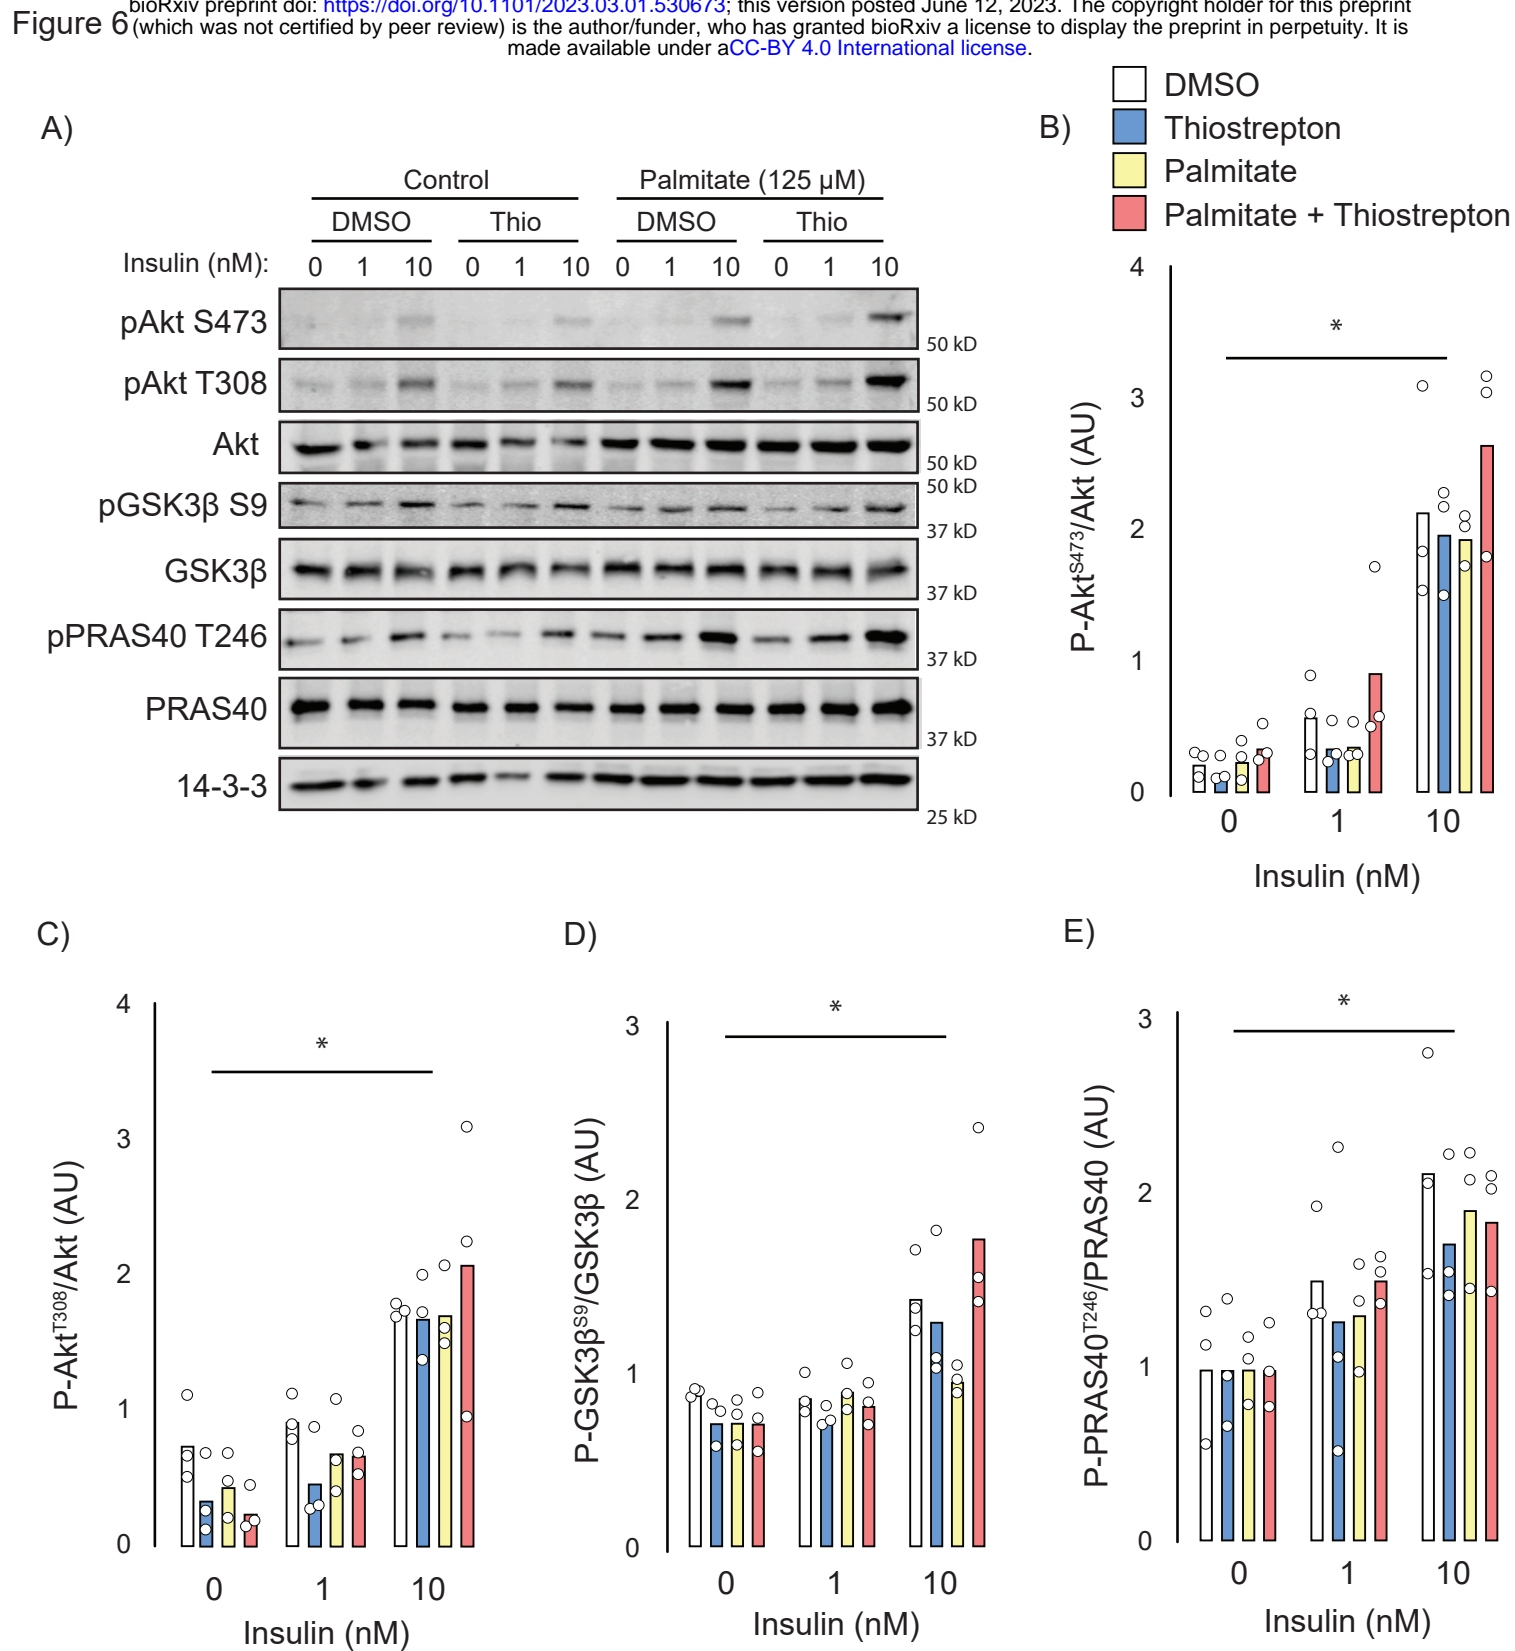 bioRxiv preprint doi: https://doi.org/10.1101/2023.03.01.530673; this version posted June 12, 2023. The copyright holder for this preprint
Figure 6 (which was not certified by peer review) is the author/funder, who has granted bioRxiv a license to display the preprint in perpetuity. It is
made available under aCC-BY 4.0 International license.
A)
Control
Palmitate (125 µM)
DMSO
Thio
DMSO
Thio
Insulin (nM): 0 1 10 0 1 10 0 1 10 0 1 10
pAkt S473
50 kD
pAkt T308
50 kD
Akt
50 kD
50 kD
pGSK3β S9
37 kD
GSK3β
37 kD
pPRAS40 T246
37 kD
PRAS40
37 kD
14-3-3
25 kD
B)
DMSO
Thiostrepton
Palmitate
Palmitate + Thiostrepton
P-AktS473/Akt (AU)
4
3
2
1
0
*
0 1 10
Insulin (nM)
C)
P-AktT308/Akt (AU)
4
3
2
1
0
*
0 1 10
Insulin (nM)
D)
P-GSK3βS9/GSK3β (AU)
3
2
1
0
*
0 1 10
Insulin (nM)
E)
P-PRAS40T246/PRAS40 (AU)
3
2
1
0
*
0 1 10
Insulin (nM)